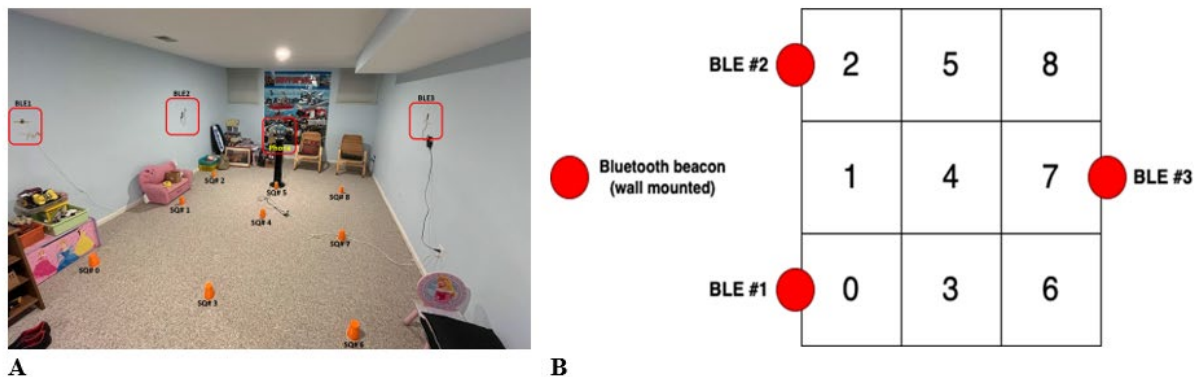 BLE1
BLE2
BLE3
Phone
SQ# 2
SQ# 5
SQ# 8
SQ# 1
SQ# 4
SQ# 7
SQ# 0
SQ# 3
SQ# 6
A
BLE #2
2 5 8
Bluetooth beacon
(wall mounted)
1 4 7
BLE #3
BLE #1
0 3 6
B